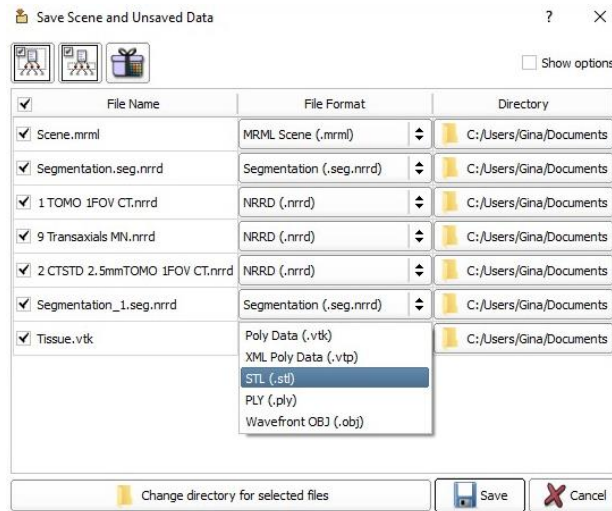 Save Scene and Unsaved Data
Show options
File Name File Format Directory
Scene.mrml MRML Scene (.mrml) C:/Users/Gina/Documents
Segmentation.seg.nrrd Segmentation (.seg.nrrd) C:/Users/Gina/Documents
1 TOMO 1FOV CT.nrrd NRRD (.nrrd) C:/Users/Gina/Documents
9 Transaxials MN.nrrd NRRD (.nrrd) C:/Users/Gina/Documents
2 CTSTD 2.5mmTOMO 1FOV CT.nrrd NRRD (.nrrd) C:/Users/Gina/Documents
Segmentation_1.seg.nrrd Segmentation (.seg.nrrd) C:/Users/Gina/Documents
Tissue.vtk Poly Data (.vtk) C:/Users/Gina/Documents
XML Poly Data (.vtp)
STL (.stl)
PLY (.ply)
Wavefront OBJ (.obj)
Change directory for selected files Save Cancel